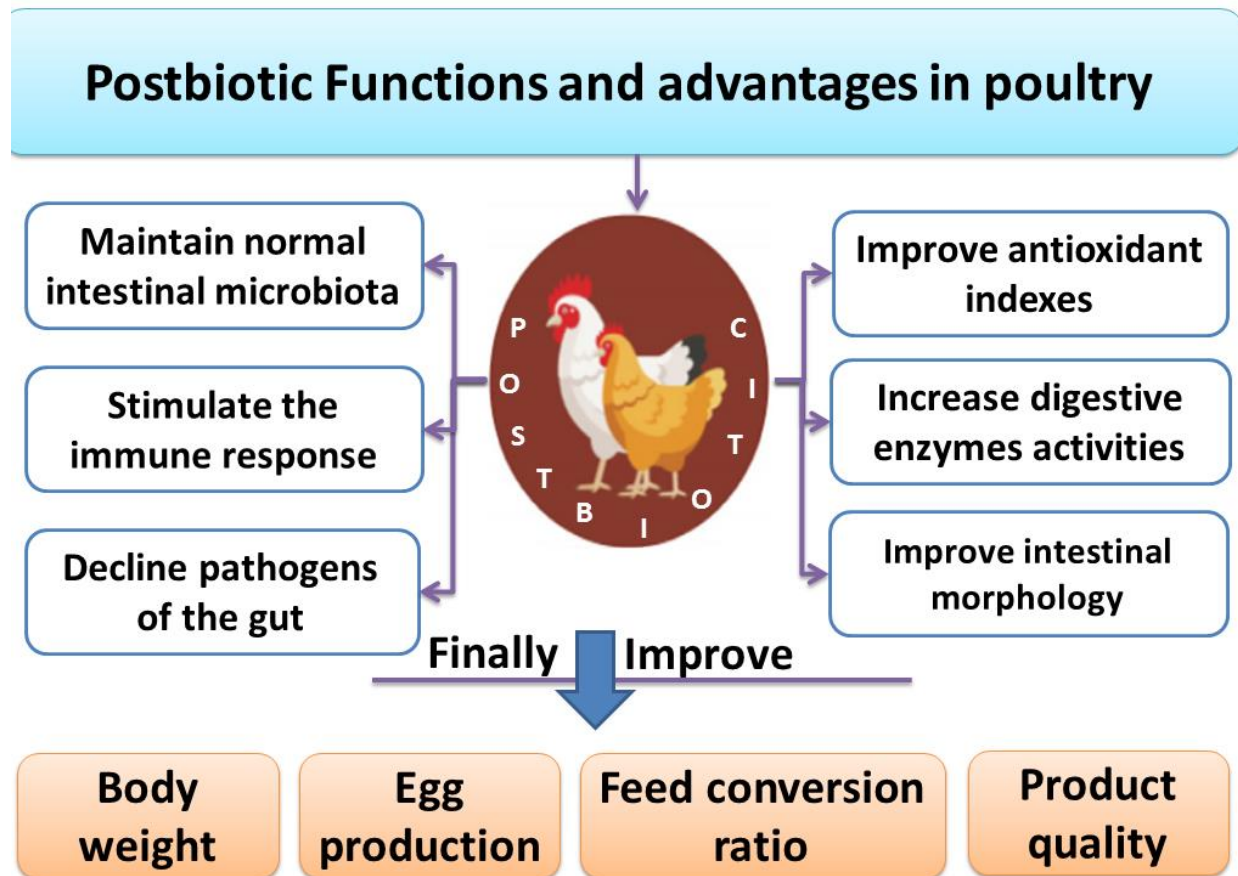 Postbiotic Functions and advantages in poultry
Maintain normal
intestinal microbiota
Stimulate the
immune response
Decline pathogens
of the gut
POSTBIOTIC
Improve antioxidant
indexes
Increase digestive
enzymes activities
Improve intestinal
morphology
Finally Improve
Body
weight
Egg
production
Feed conversion
ratio
Product
quality